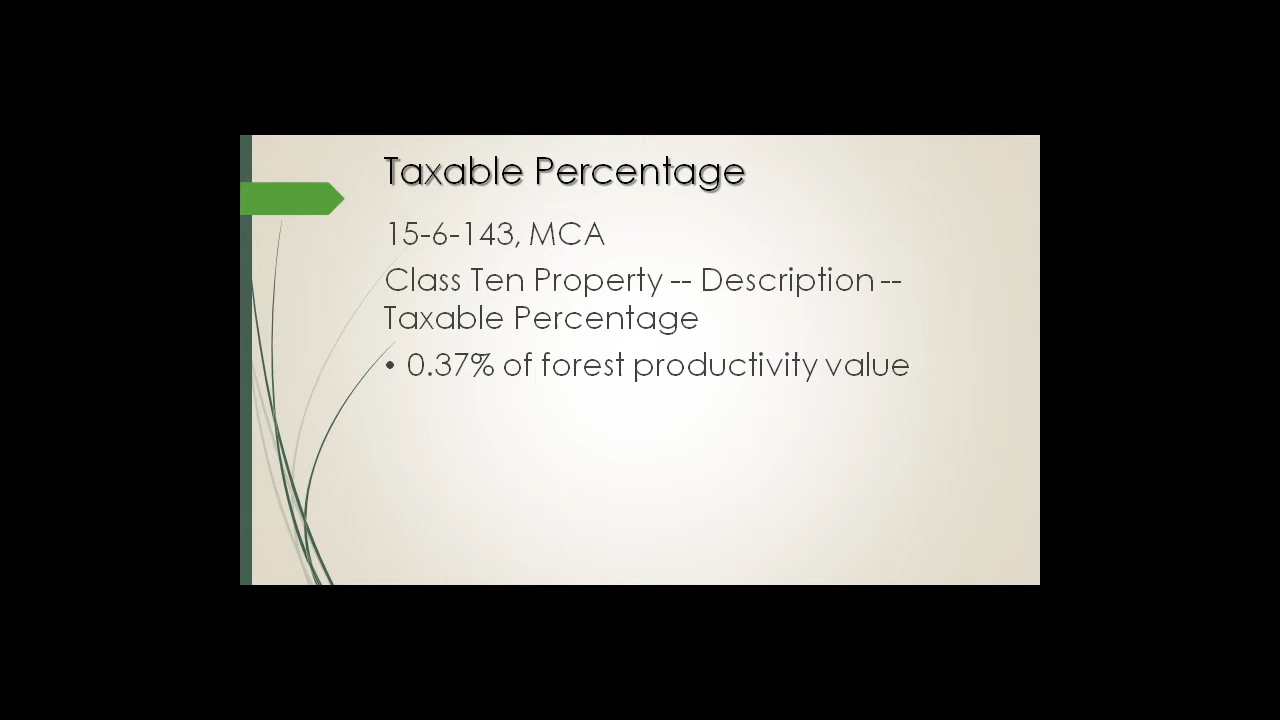 Taxable Percentage
15-6-143, MCA
Class Ten Property -- Description --
Taxable Percentage
• 0.37% of forest productivity value